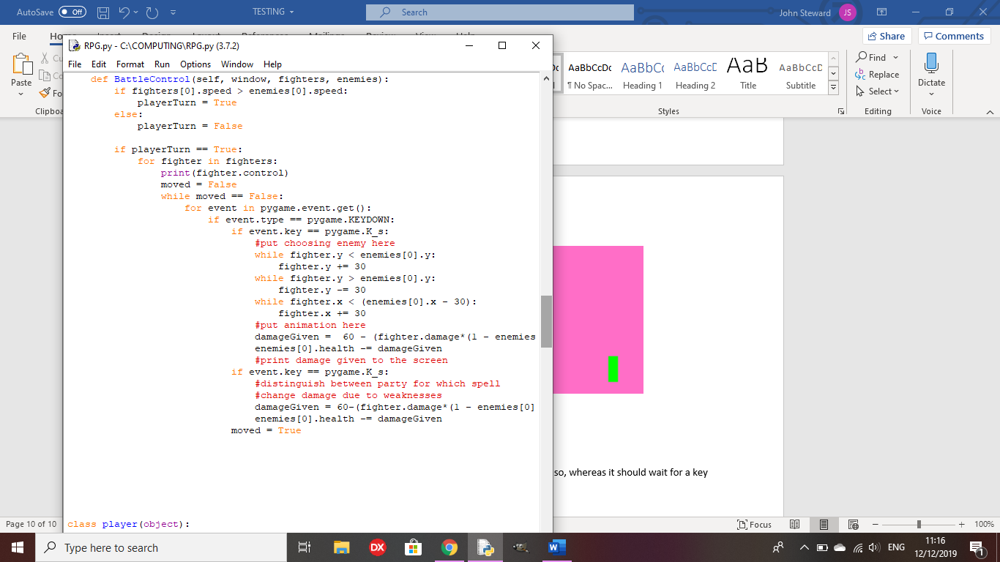 AutoSave Off TESTING Search John Steward JS
File Share Comments
RPG.py - C:\COMPUTING\RPG.py (3.7.2)
File Edit Format Run Options Window Help
Paste
Clipboa
AaBbCcDc AaBbC AaBbCcD AaB AaBbCcD
¶ No Spac... Heading 1 Heading 2 Title Subtitle
Styles
Find
Replace
Select
Editing
Dictate
Voice
def BattleControl(self, window, fighters, enemies):
if fighters[0].speed > enemies[0].speed:
playerTurn = True
else:
playerTurn = False
if playerTurn == True:
for fighter in fighters:
print(fighter.control)
moved = False
while moved == False:
for event in pygame.event.get():
if event.type == pygame.KEYDOWN:
if event.key == pygame.K_s:
#put choosing enemy here
while fighter.y < enemies[0].y:
fighter.y += 30
while fighter.y > enemies[0].y:
fighter.y -= 30
while fighter.x < (enemies[0].x - 30):
fighter.x += 30
#put animation here
damageGiven =  60 - (fighter.damage*(1 - enemies
enemies[0].health -= damageGiven
#print damage given to the screen
if event.key == pygame.K_s:
#distinguish between party for which spell
#change damage due to weaknesses
damageGiven = 60-(fighter.damage*(1 - enemies[0]
enemies[0].health -= damageGiven
moved = True
class player(object):
so, whereas it should wait for a key
Page 10 of 10 Focus 100%
Type here to search DX ENG 11:16
12/12/2019 1